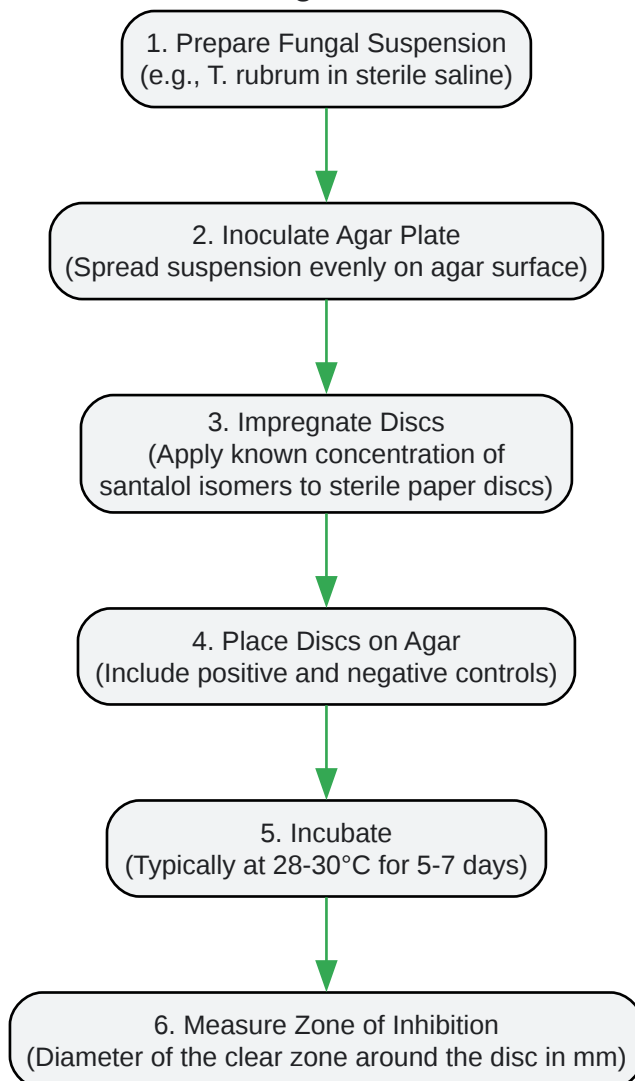 1. Prepare Fungal Suspension
(e.g., T. rubrum in sterile saline)
2. Inoculate Agar Plate
(Spread suspension evenly on agar surface)
3. Impregnate Discs
(Apply known concentration of
santalol isomers to sterile paper discs)
4. Place Discs on Agar
(Include positive and negative controls)
5. Incubate
(Typically at 28-30°C for 5-7 days)
6. Measure Zone of Inhibition
(Diameter of the clear zone around the disc in mm)